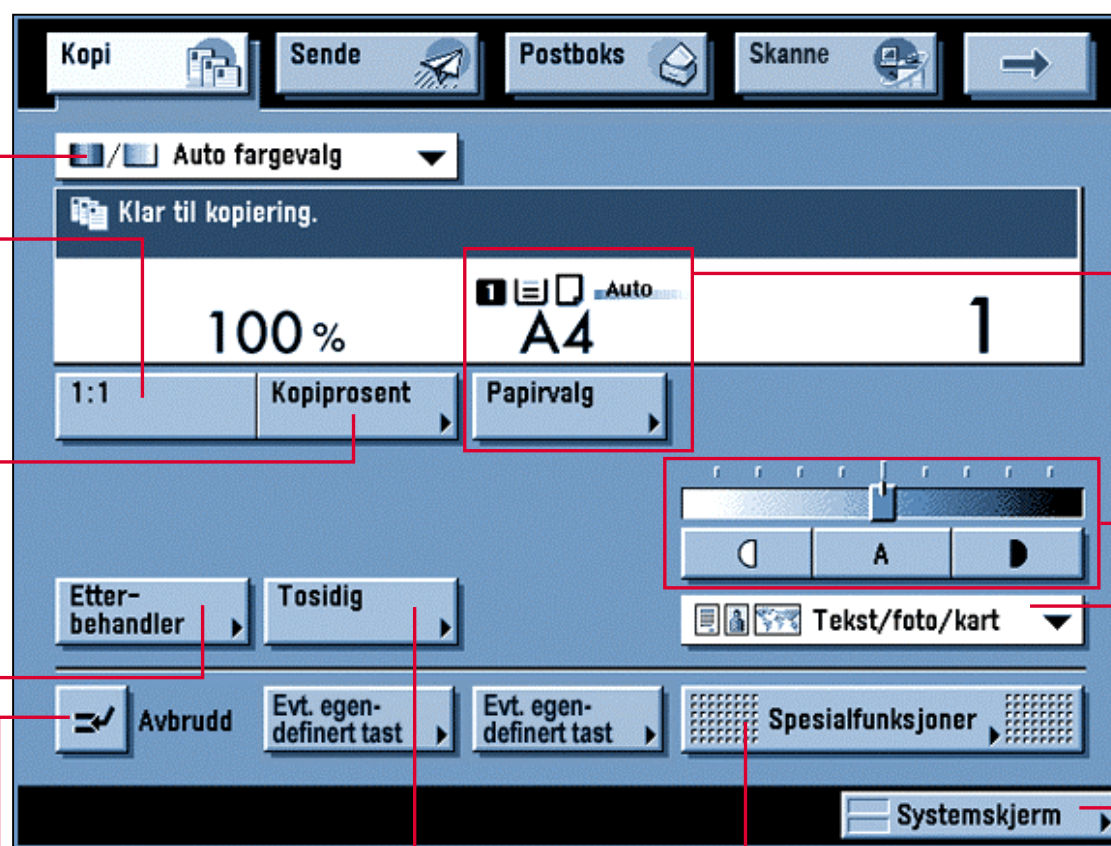 Kopi
Sende
Postboks
Skanne
Auto fargevalg
Klar til kopiering.
100 %
1
Auto
A4
1
1:1
Kopiprosent
Papirvalg
A
Etter-
behandler
Tosidig
Tekst/foto/kart
Avbrudd
Evt. egen-
definert tast
Evt. egen-
definert tast
Spesialfunksjoner
Systemskjerm